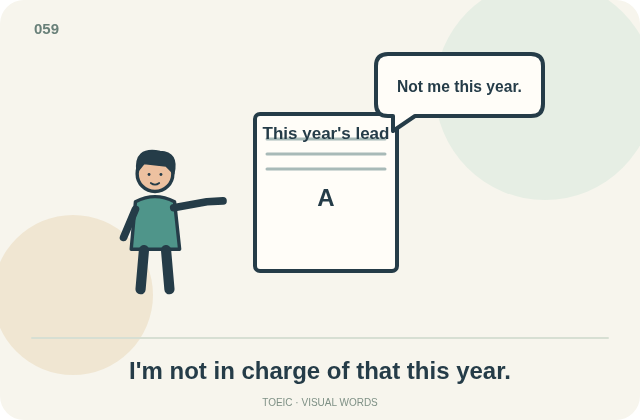 059
Not me this year.
This year's lead
A
I'm not in charge of that this year.
TOEIC · VISUAL WORDS